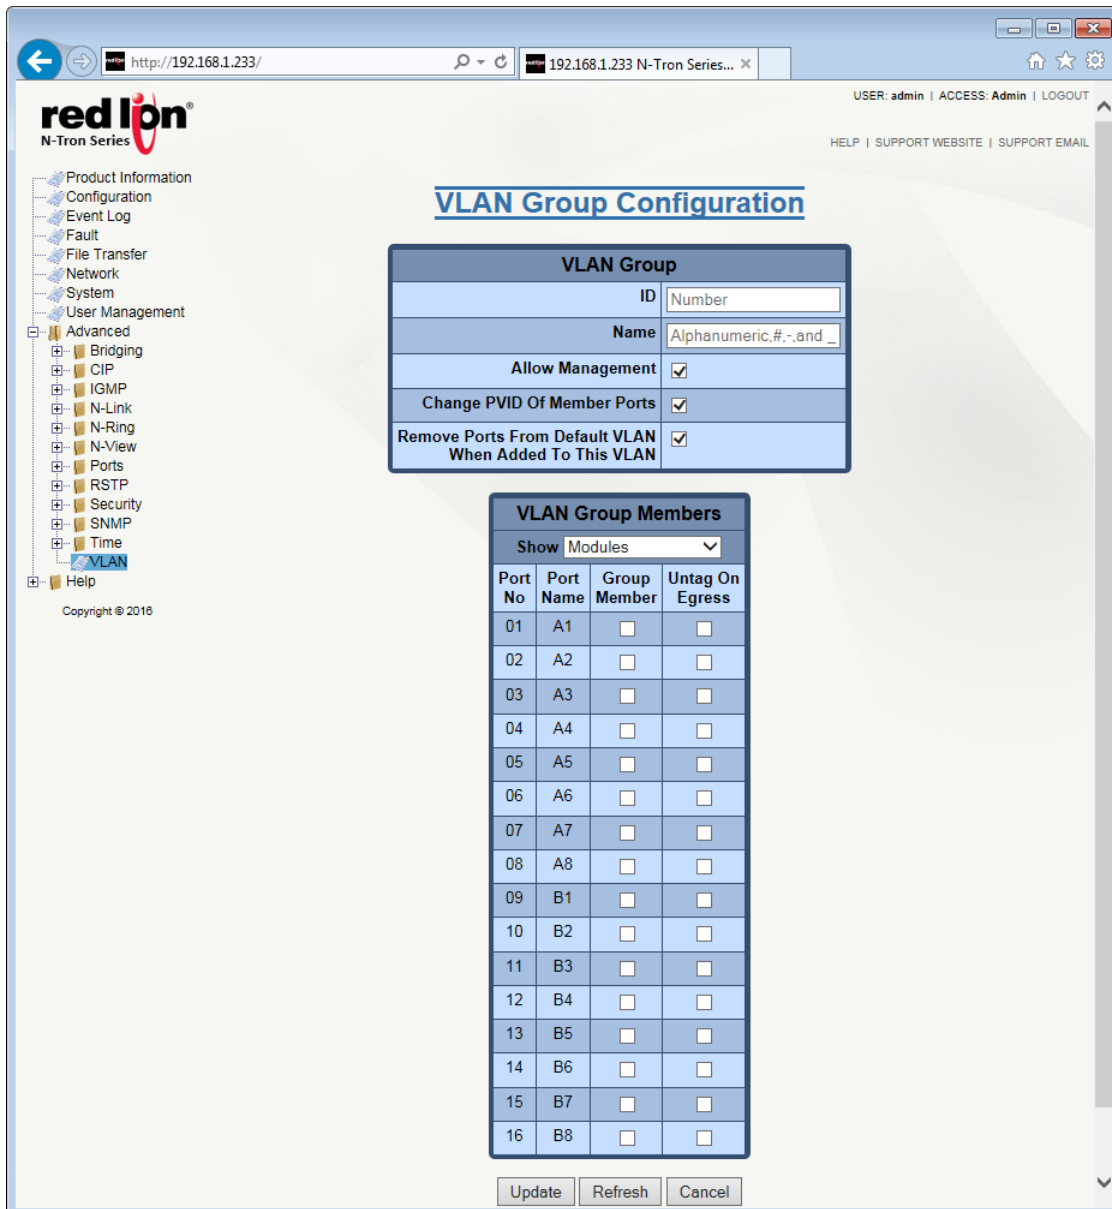 http://192.168.1.233/
192.168.1.233 N-Tron Series...
red lion®
N-Tron Series
USER: admin | ACCESS: Admin | LOGOUT
HELP | SUPPORT WEBSITE | SUPPORT EMAIL
Product Information
Configuration
Event Log
Fault
File Transfer
Network
System
User Management
Advanced
Bridging
CIP
IGMP
N-Link
N-Ring
N-View
Ports
RSTP
Security
SNMP
Time
VLAN
Help
Copyright © 2016
VLAN Group Configuration
VLAN Group
ID Number
Name Alphanumeric,#,-,and _
Allow Management
Change PVID Of Member Ports
Remove Ports From Default VLAN
When Added To This VLAN
VLAN Group Members
Show Modules
Port No Port Name Group Member Untag On Egress
01 A1
02 A2
03 A3
04 A4
05 A5
06 A6
07 A7
08 A8
09 B1
10 B2
11 B3
12 B4
13 B5
14 B6
15 B7
16 B8
Update Refresh Cancel